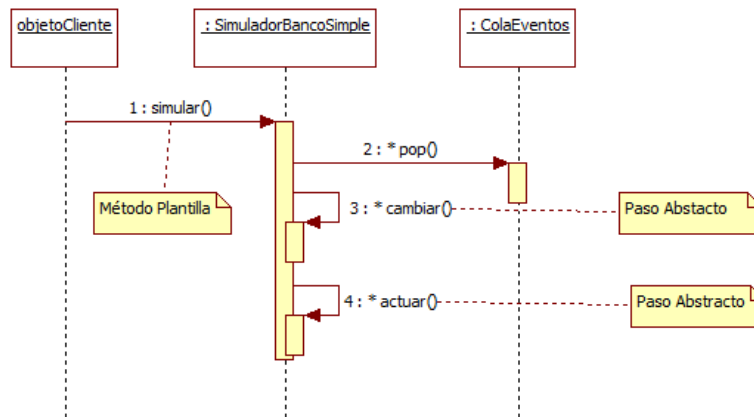 objetoCliente
: SimuladorBancoSimple
: ColaEventos
1 : simular()
2 : * pop()
Método Plantilla
3 : * cambiar()
Paso Abstacto
4 : * actuar()
Paso Abstracto